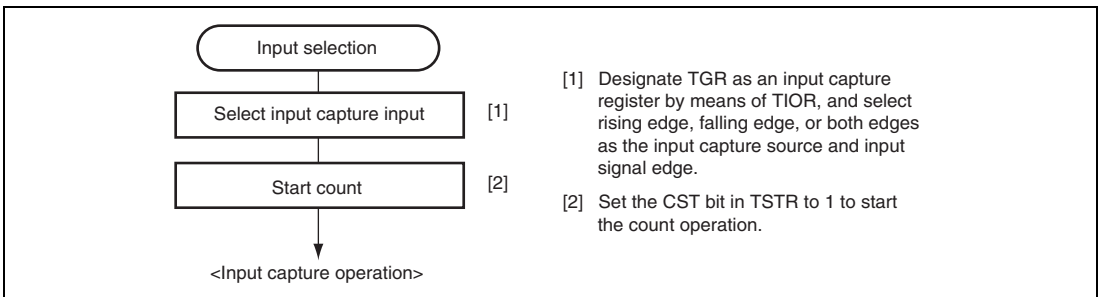 Input selection
Select input capture input
[1]
Start count
[2]
<Input capture operation>
[1] Designate TGR as an input capture
register by means of TIOR, and select
rising edge, falling edge, or both edges
as the input capture source and input
signal edge.
[2] Set the CST bit in TSTR to 1 to start
the count operation.